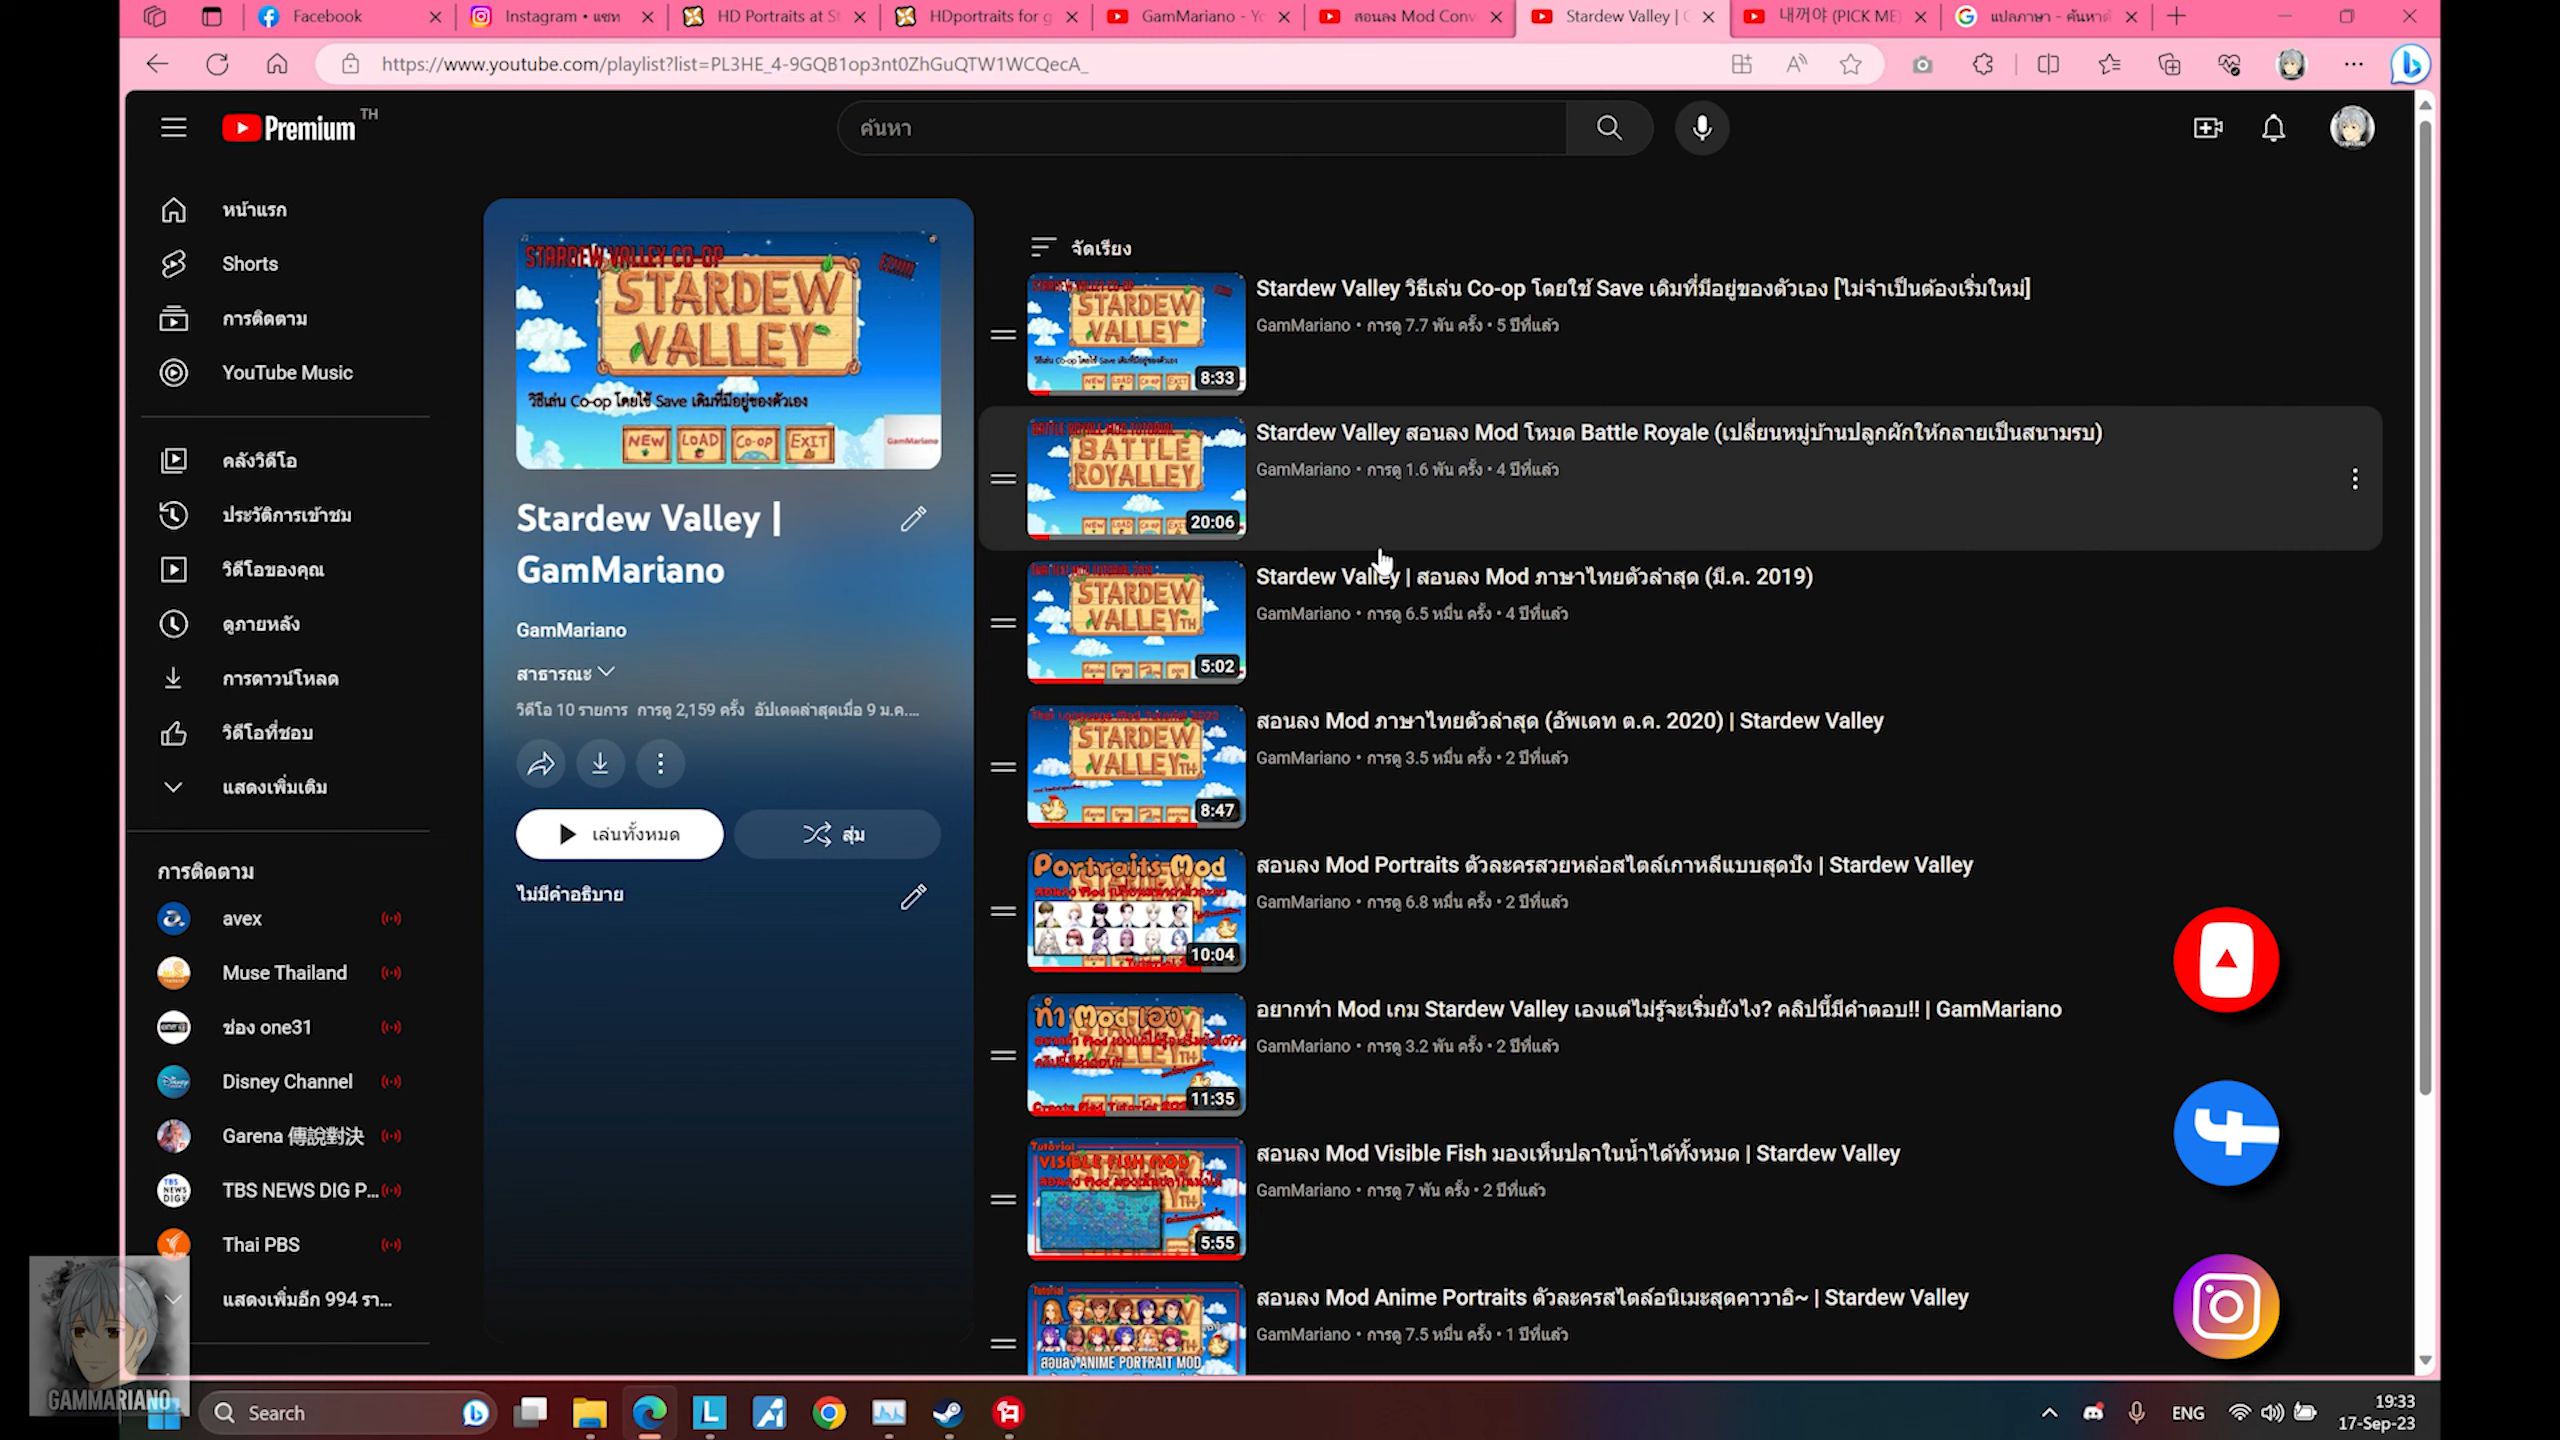 Facebook
Instagram • แชท
HD Portraits at St
HDportraits for g
GamMariano - Yo
สอนลง Mod Conv
Stardew Valley | G
내꺼야 (PICK ME
แปลภาษา - ค้นหาด้
https://www.youtube.com/playlist?list=PL3HE_4-9GQB1op3nt0ZhGuQTW1WCQecA_
Premium TH
ค้นหา
หน้าแรก
Shorts
การติดตาม
YouTube Music
คลังวิดีโอ
ประวัติการเข้าชม
วิดีโอของคุณ
ดูภายหลัง
การดาวน์โหลด
วิดีโอที่ชอบ
แสดงเพิ่มเติม
การติดตาม
avex
Muse Thailand
ช่อง one31
Disney Channel
Garena 傳說對決
TBS NEWS DIG P...
Thai PBS
แสดงเพิ่มอีก 994 รา...
STARDEW VALLEY CO-OP
STARDEW
VALLEY
วิธีเล่น Co-op โดยใช้ Save เดิมที่มีอยู่ของตัวเอง
NEW LOAD CO-OP EXIT
GamMariano
Stardew Valley |
GamMariano
GamMariano
สาธารณะ
วิดีโอ 10 รายการ การดู 2,159 ครั้ง อัปเดตล่าสุดเมื่อ 9 ม.ค....
เล่นทั้งหมด
สุ่ม
ไม่มีคำอธิบาย
จัดเรียง
STARDEW
VALLEY
8:33
Stardew Valley วิธีเล่น Co-op โดยใช้ Save เดิมที่มีอยู่ของตัวเอง [ไม่จำเป็นต้องเริ่มใหม่]
GamMariano • การดู 7.7 พัน ครั้ง • 5 ปีที่แล้ว
BATTLE ROYALE MOD TUTORIAL
BATTLE
ROYALLEY
20:06
Stardew Valley สอนลง Mod โหมด Battle Royale (เปลี่ยนหมู่บ้านปลูกผักให้กลายเป็นสนามรบ)
GamMariano • การดู 1.6 พัน ครั้ง • 4 ปีที่แล้ว
THAI TEXT MOD TUTORIAL 2019
STARDEW
VALLEY TH
5:02
Stardew Valley | สอนลง Mod ภาษาไทยตัวล่าสุด (มี.ค. 2019)
GamMariano • การดู 6.5 หมื่น ครั้ง • 4 ปีที่แล้ว
Thai Language Mod Tutorial 2020
STARDEW
VALLEY TH
8:47
สอนลง Mod ภาษาไทยตัวล่าสุด (อัพเดท ต.ค. 2020) | Stardew Valley
GamMariano • การดู 3.5 หมื่น ครั้ง • 2 ปีที่แล้ว
Portraits Mod
10:04
สอนลง Mod Portraits ตัวละครสวยหล่อสไตล์เกาหลีแบบสุดปัง | Stardew Valley
GamMariano • การดู 6.8 หมื่น ครั้ง • 2 ปีที่แล้ว
ทำ Mod เอง
11:35
อยากทำ Mod เกม Stardew Valley เองแต่ไม่รู้จะเริ่มยังไง? คลิปนี้มีคำตอบ!! | GamMariano
GamMariano • การดู 3.2 พัน ครั้ง • 2 ปีที่แล้ว
Tutorial
VISIBLE FISH MOD
5:55
สอนลง Mod Visible Fish มองเห็นปลาในน้ำได้ทั้งหมด | Stardew Valley
GamMariano • การดู 7 พัน ครั้ง • 2 ปีที่แล้ว
Tutorial
สอนลง ANIME PORTRAIT MOD
สอนลง Mod Anime Portraits ตัวละครสไตล์อนิเมะสุดคาวาอิ~ | Stardew Valley
GamMariano • การดู 7.5 หมื่น ครั้ง • 1 ปีที่แล้ว
GAMMARIANO
Search
ENG
19:33
17-Sep-23